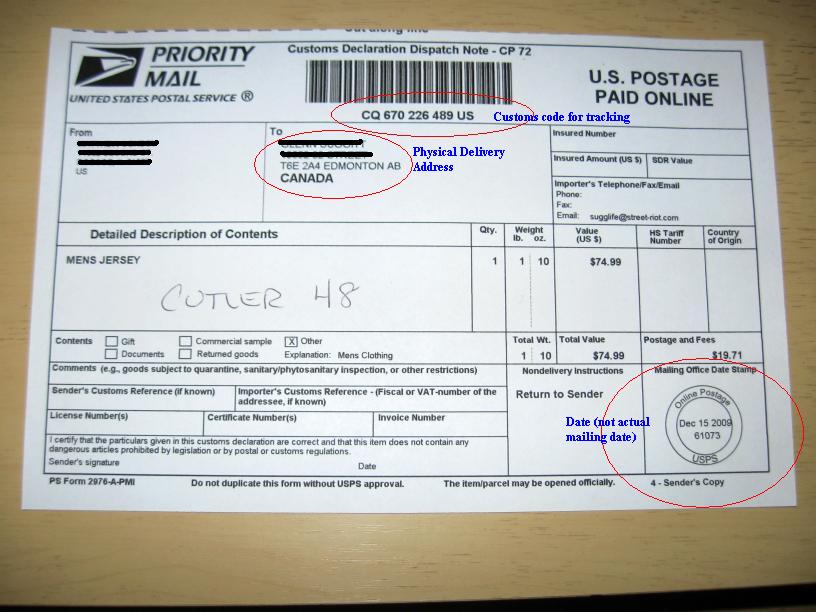 Customs Declaration Dispatch Note - CP 72
PRIORITY
MAIL
UNITED STATES POSTAL SERVICE ®
U.S. POSTAGE
PAID ONLINE
CQ 670 226 489 US
Customs code for tracking
From
US
To
T6E 2A4 EDMONTON AB
CANADA
Physical Delivery
Address
Insured Number
Insured Amount (US $) SDR Value
Importer's Telephone/Fax/Email
Phone:
Fax:
Email: sugglife@street-riot.com
Detailed Description of Contents
Qty.
Weight
lb. oz.
Value
(US $)
HS Tariff
Number
Country
of Origin
MENS JERSEY 1 1 10 $74.99
CUTLER 48
Contents Gift Commercial sample X Other
Documents Returned goods Explanation: Mens Clothing
Total Wt. Total Value Postage and Fees
1 10 $74.99 $19.71
Comments (e.g., goods subject to quarantine, sanitary/phytosanitary inspection, or other restrictions)
Sender's Customs Reference (if known)
Importer's Customs Reference - (Fiscal or VAT-number of the
addressee, if known)
License Number(s) Certificate Number(s) Invoice Number
I certify that the particulars given in this customs declaration are correct and that this item does not contain any
dangerous articles prohibited by legislation or by postal or customs regulations.
Sender's signature Date
Nondelivery Instructions
Return to Sender
Mailing Office Date Stamp
Date (not actual
mailing date)
Online Postage
Dec 15 2009
61073
USPS
PS Form 2976-A-PMI Do not duplicate this form without USPS approval. The item/parcel may be opened officially. 4 - Sender's Copy